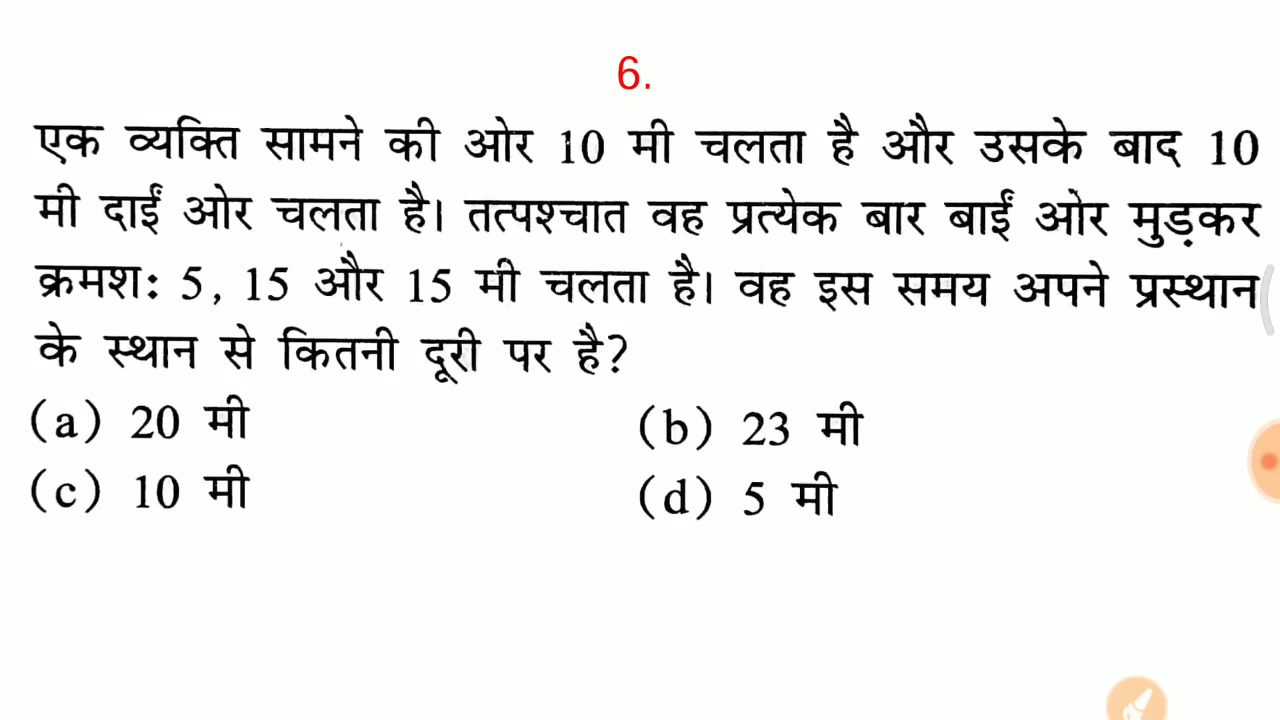 6.
एक व्यक्ति सामने की ओर 10 मी चलता है और उसके बाद 10
मी दाईं ओर चलता है। तत्पश्चात वह प्रत्येक बार बाईं ओर मुड़कर
क्रमश: 5, 15 और 15 मी चलता है। वह इस समय अपने प्रस्थान
के स्थान से कितनी दूरी पर है?
(a) 20 मी (b) 23 मी
(c) 10 मी (d) 5 मी